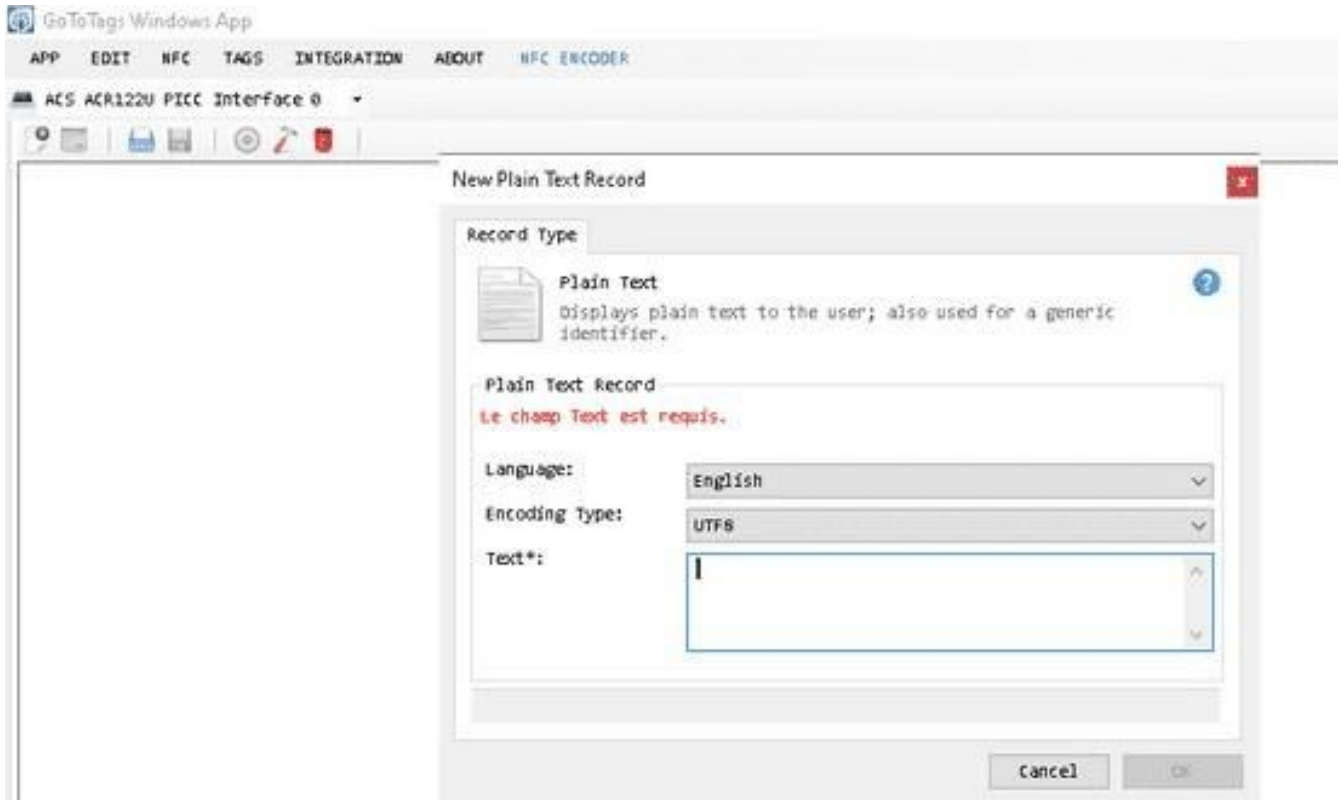 GoToTags Windows App
APP EDIT NFC TAGS INTEGRATION ABOUT NFC ENCODER
ACS ACR122U PICC Interface 0
New Plain Text Record
Record Type
Plain Text
Displays plain text to the user; also used for a generic
identifier.
Plain Text Record
Le champ Text est requis.
Language:
English
Encoding Type:
UTF8
Text*:
Cancel
OK